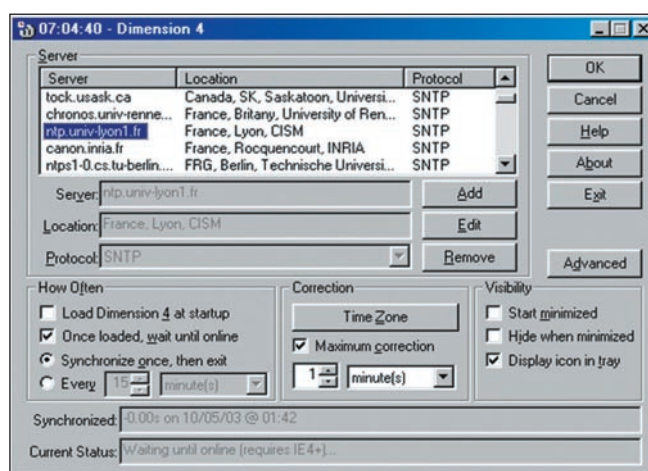 07:04:40 - Dimension 4
Server
Server Location Protocol
tock.usask.ca Canada, SK, Saskatoon, Universi... SNTP
chronos.univ-renne... France, Britany, University of Ren... SNTP
ntp.univ-lyon1.fr France, Lyon, CISM SNTP
canon.inria.fr France, Rocquencourt, INRIA SNTP
ntps1-0.cs.tu-berlin.... FRG, Berlin, Technische Universi... SNTP
Server: ntp.univ-lyon1.fr Add
Location: France, Lyon, CISM Edit
Protocol: SNTP Remove
OK
Cancel
Help
About
Exit
Advanced
How Often
Load Dimension 4 at startup
Once loaded, wait until online
Synchronize once, then exit
Every 15 minute(s)
Correction
Time Zone
Maximum correction
1 minute(s)
Visibility
Start minimized
Hide when minimized
Display icon in tray
Synchronized: -0.00s on 10/05/03 @ 01:42
Current Status: Waiting until online (requires IE4+)...